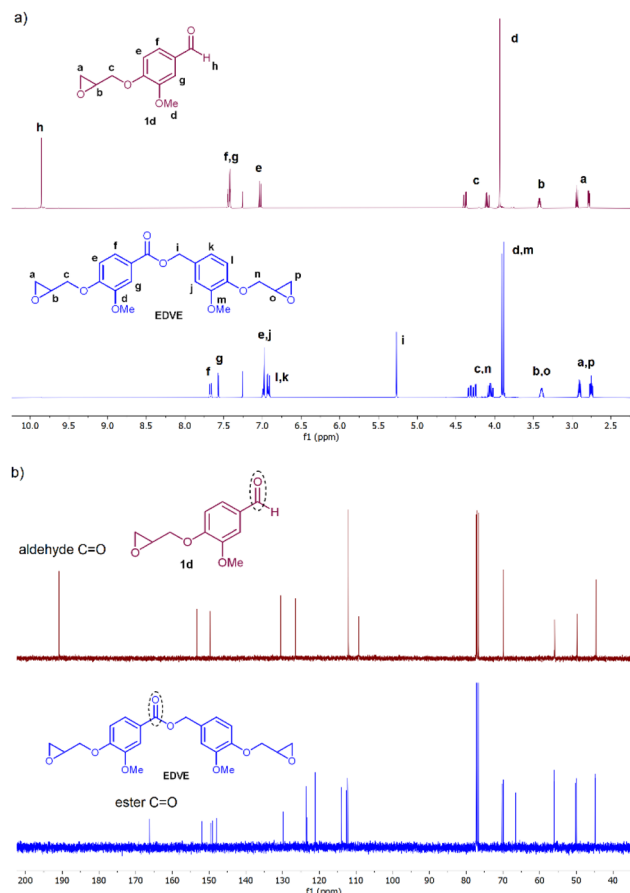 a)
O
e
f
H
h
a
c
O
g
b
O
OMe
1d
d
d
h
f,g
e
c
b
a
O
f
i
k
e
l
a
c
O
n
p
O
g
j
O
b
d
m
o
O
OMe
OMe
O
EDVE
d,m
e,j
i
g
f
l,k
c,n
b,o
a,p
10.0 9.5 9.0 8.5 8.0 7.5 7.0 6.5 6.0 5.5 5.0 4.5 4.0 3.5 3.0 2.5
f1 (ppm)
b)
O
H
O
O
OMe
1d
aldehyde C=O
O
O
O
O
O
OMe
OMe
O
EDVE
ester C=O
200 190 180 170 160 150 140 130 120 110 100 90 80 70 60 50 40
f1 (ppm)